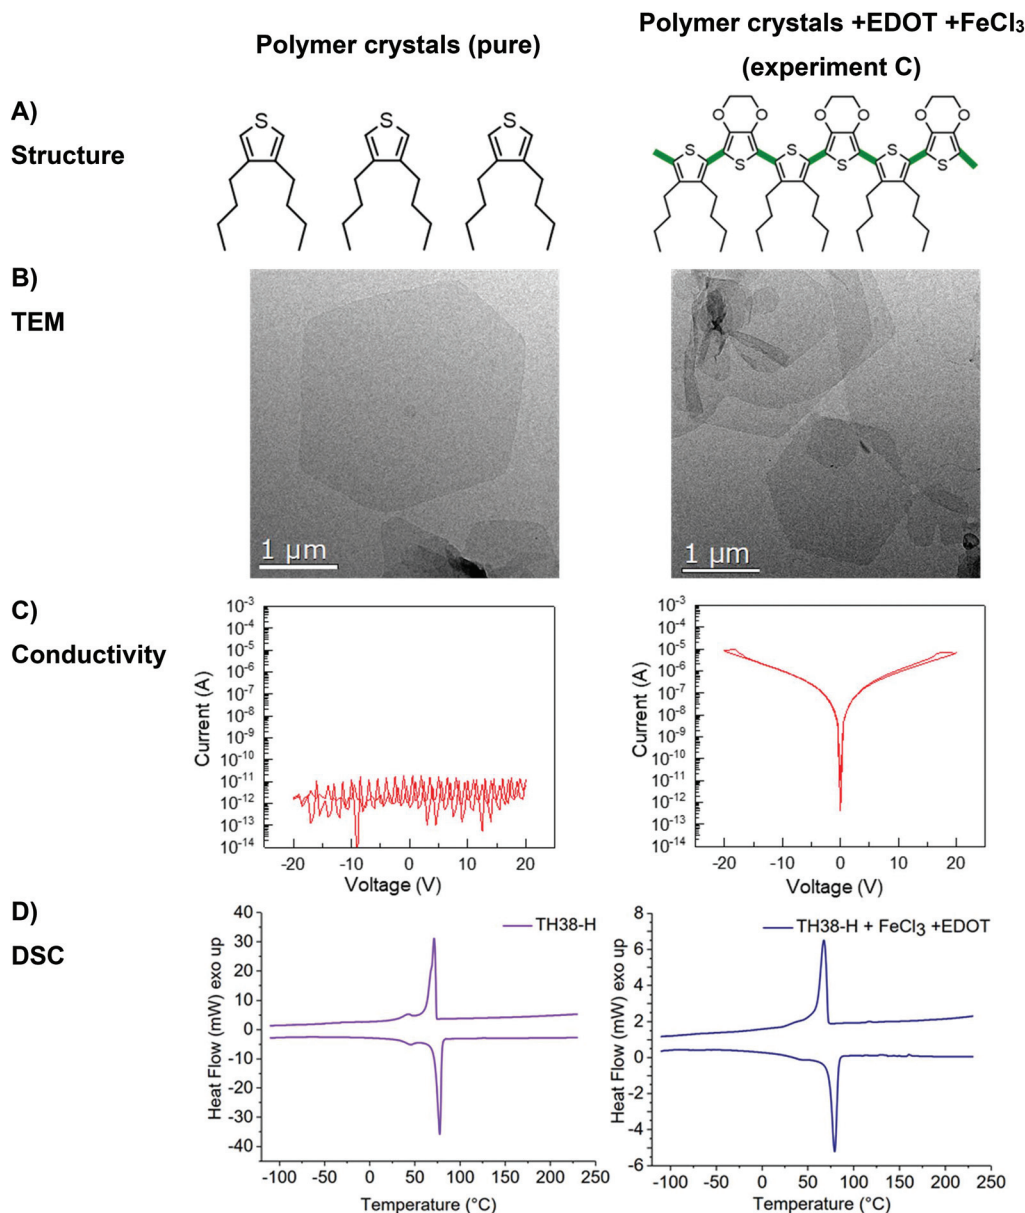 Polymer crystals (pure)
Polymer crystals +EDOT +FeCl₃
(experiment C)
A)
Structure
S S S
O O O O O O
S S S
S S S
B)
TEM
1 µm
1 µm
C)
Conductivity
Current (A)
10⁻³
10⁻⁴
10⁻⁵
10⁻⁶
10⁻⁷
10⁻⁸
10⁻⁹
10⁻¹⁰
10⁻¹¹
10⁻¹²
10⁻¹³
10⁻¹⁴
-20 -10 0 10 20
Voltage (V)
Current (A)
10⁻³
10⁻⁴
10⁻⁵
10⁻⁶
10⁻⁷
10⁻⁸
10⁻⁹
10⁻¹⁰
10⁻¹¹
10⁻¹²
10⁻¹³
10⁻¹⁴
-20 -10 0 10 20
Voltage (V)
D)
DSC
Heat Flow (mW) exo up
40
30
20
10
0
-10
-20
-30
-40
TH38-H
-100 -50 0 50 100 150 200 250
Temperature (°C)
Heat Flow (mW) exo up
8
6
4
2
0
-2
-4
-6
TH38-H + FeCl₃ +EDOT
-100 -50 0 50 100 150 200 250
Temperature (°C)